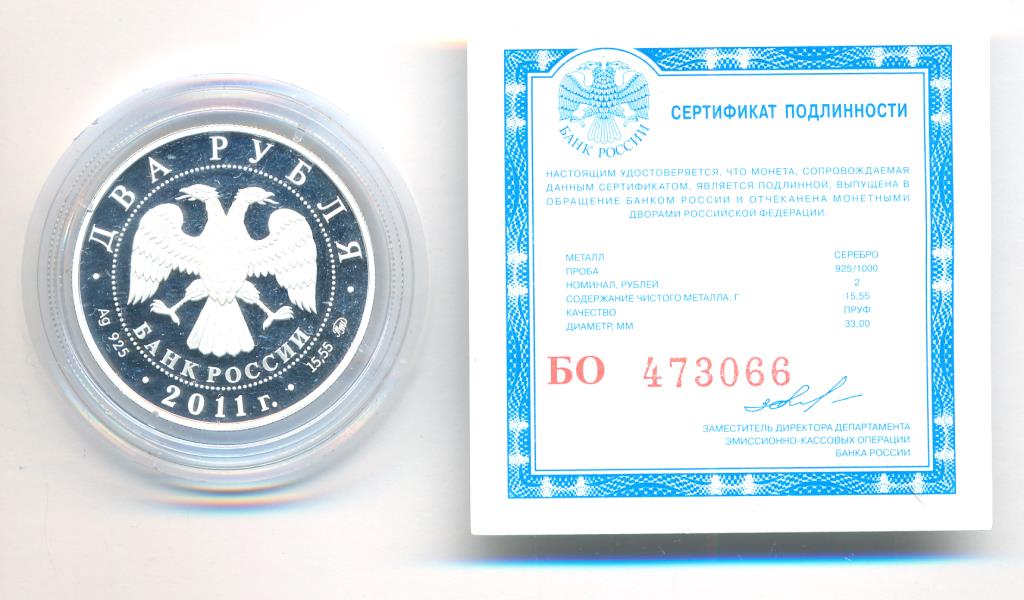 ДВА РУБЛЯ
БАНК РОССИИ
Ag 925
15,55
2011 г.
БАНК РОССИИ
СЕРТИФИКАТ ПОДЛИННОСТИ
НАСТОЯЩИМ УДОСТОВЕРЯЕТСЯ, ЧТО МОНЕТА, СОПРОВОЖДАЕМАЯ
ДАННЫМ СЕРТИФИКАТОМ, ЯВЛЯЕТСЯ ПОДЛИННОЙ, ВЫПУЩЕНА В
ОБРАЩЕНИЕ БАНКОМ РОССИИ И ОТЧЕКАНЕНА МОНЕТНЫМИ
ДВОРАМИ РОССИЙСКОЙ ФЕДЕРАЦИИ.
МЕТАЛЛ СЕРЕБРО
ПРОБА 925/1000
НОМИНАЛ, РУБЛЕЙ 2
СОДЕРЖАНИЕ ЧИСТОГО МЕТАЛЛА, Г 15,55
КАЧЕСТВО ПРУФ
ДИАМЕТР, ММ 33,00
БО 473066
ЗАМЕСТИТЕЛЬ ДИРЕКТОРА ДЕПАРТАМЕНТА
ЭМИССИОННО-КАССОВЫХ ОПЕРАЦИЙ
БАНКА РОССИИ